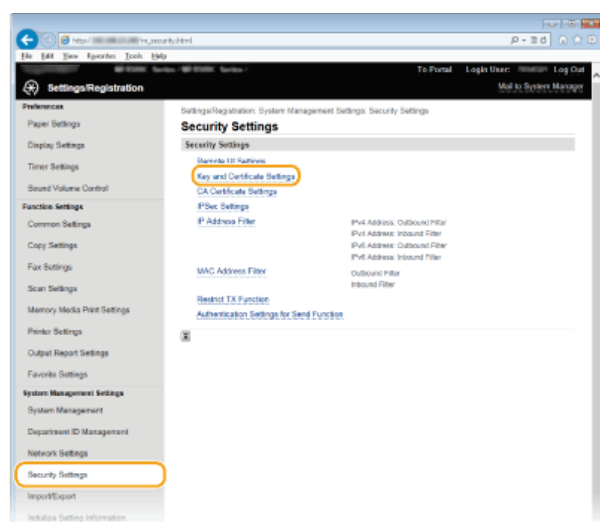 http://
m_security.html
File Edit View Favorites Tools Help
To Portal Login User: Log Out
Settings/Registration
Mail to System Manager
Preferences
Paper Settings
Display Settings
Timer Settings
Sound Volume Control
Function Settings
Common Settings
Copy Settings
Fax Settings
Scan Settings
Memory Media Print Settings
Printer Settings
Output Report Settings
Favorite Settings
System Management Settings
System Management
Department ID Management
Network Settings
Security Settings
Import/Export
Initialize Setting Information
Settings/Registration: System Management Settings: Security Settings
Security Settings
Security Settings
Remote UI Settings
Key and Certificate Settings
CA Certificate Settings
IPSec Settings
IP Address Filter
IPv4 Address: Outbound Filter
IPv4 Address: Inbound Filter
IPv6 Address: Outbound Filter
IPv6 Address: Inbound Filter
MAC Address Filter
Outbound Filter
Inbound Filter
Restrict TX Function
Authentication Settings for Send Function